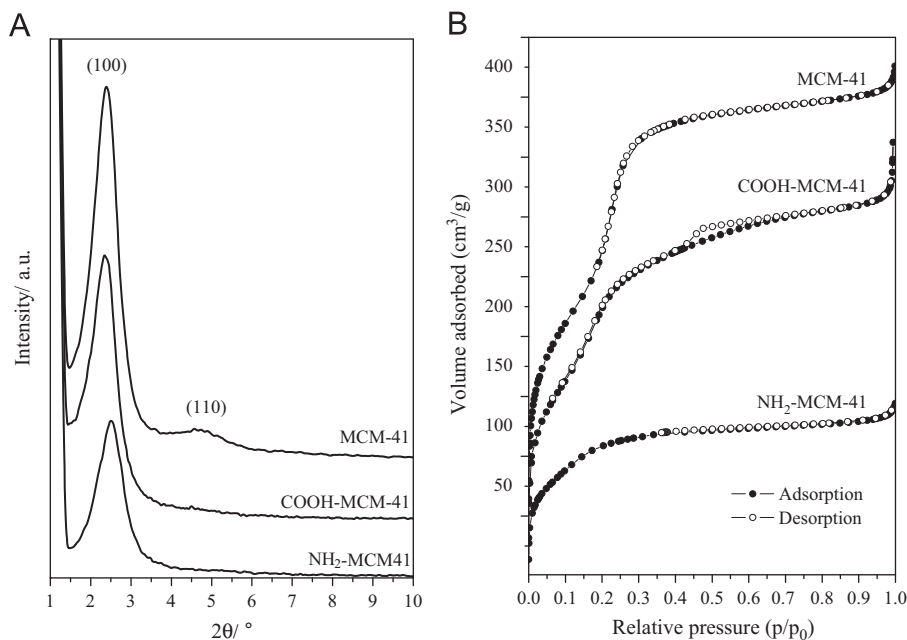 A
(100)
(110)
MCM-41
COOH-MCM-41
NH₂-MCM41
Intensity/ a.u.
1 2 3 4 5 6 7 8 9 10
2θ/ °
B
400
350
300
250
200
150
100
50
Volume adsorbed (cm³/g)
MCM-41
COOH-MCM-41
NH₂-MCM-41
Adsorption
Desorption
0.0 0.1 0.2 0.3 0.4 0.5 0.6 0.7 0.8 0.9 1.0
Relative pressure (p/p₀)